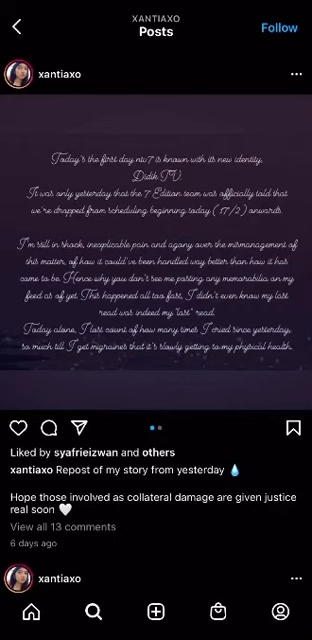 XANTIAXO
Posts
Follow
xantiaxo
Today's the first day ntv7 is known with its new identity,
Didik TV.
It was only yesterday that the 7 Edition team was officially told that
we're dropped from scheduling beginning today (17/2) onwards.
I'm still in shock, inexplicable pain and agony over the mismanagement of
this matter, of how it could've been handled way better than how it has
come to be. Hence why you don't see me posting any memorabilia on my
feed as of yet. This happened all too fast, I didn't even know my last
read was indeed my "last" read.
Today alone, I lost count of how many times I cried since yesterday,
so much till I get migraines that it's slowly getting to my physical health.
Liked by syafrieizwan and others
xantiaxo Repost of my story from yesterday 💧
Hope those involved as collateral damage are given justice
real soon 🤍
View all 13 comments
6 days ago
xantiaxo